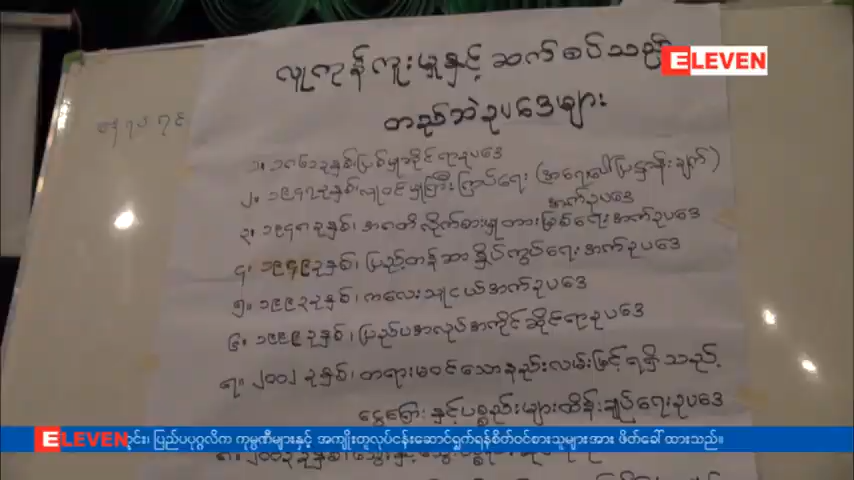 လူကုန်ကူးမှုနှင့် ဆက်စပ်သည့်
ELEVEN
တည်ဆဲဥပဒေများ
၁။ ၁၈၆၁ခုနှစ်၊ပြစ်မှုဆိုင်ရာဥပဒေ
၂။ ၁၉၄၇ခုနှစ်၊လူဝင်မှုကြီးကြပ်ရေး (အရေးပေါ်ပြဋ္ဌာန်းချက်)
အက်ဥပဒေ
၃။ ၁၉၄၈ခုနှစ်၊ အဂတိလိုက်စားမှုတားမြစ်ရေးအက်ဥပဒေ
၄။ ၁၉၄၉ခုနှစ်၊ ပြည့်တန်ဆာ နှိပ်ကွပ်ရေးအက်ဥပဒေ
၅။ ၁၉၉၃ခုနှစ်၊ ကလေးသူငယ်အက်ဥပဒေ
၆။ ၁၉၉၉ခုနှစ်၊ ပြည်ပအလုပ်အကိုင်ဆိုင်ရာဥပဒေ
၇။ ၂၀၀၂ခုနှစ်၊ တရားမဝင်သောနည်းလမ်းဖြင့်ရရှိသည့်
ငွေကြေးနှင့်ပစ္စည်းများထိန်းချုပ်ရေးဥပဒေ
ELEVEN ပြည်ပပုဂ္ဂလိက ကုမ္ပဏီများနှင့် အကျိုးတူလုပ်ငန်းဆောင်ရွက်ရန်စိတ်ဝင်စားသူများအား ဖိတ်ခေါ်ထားသည်။